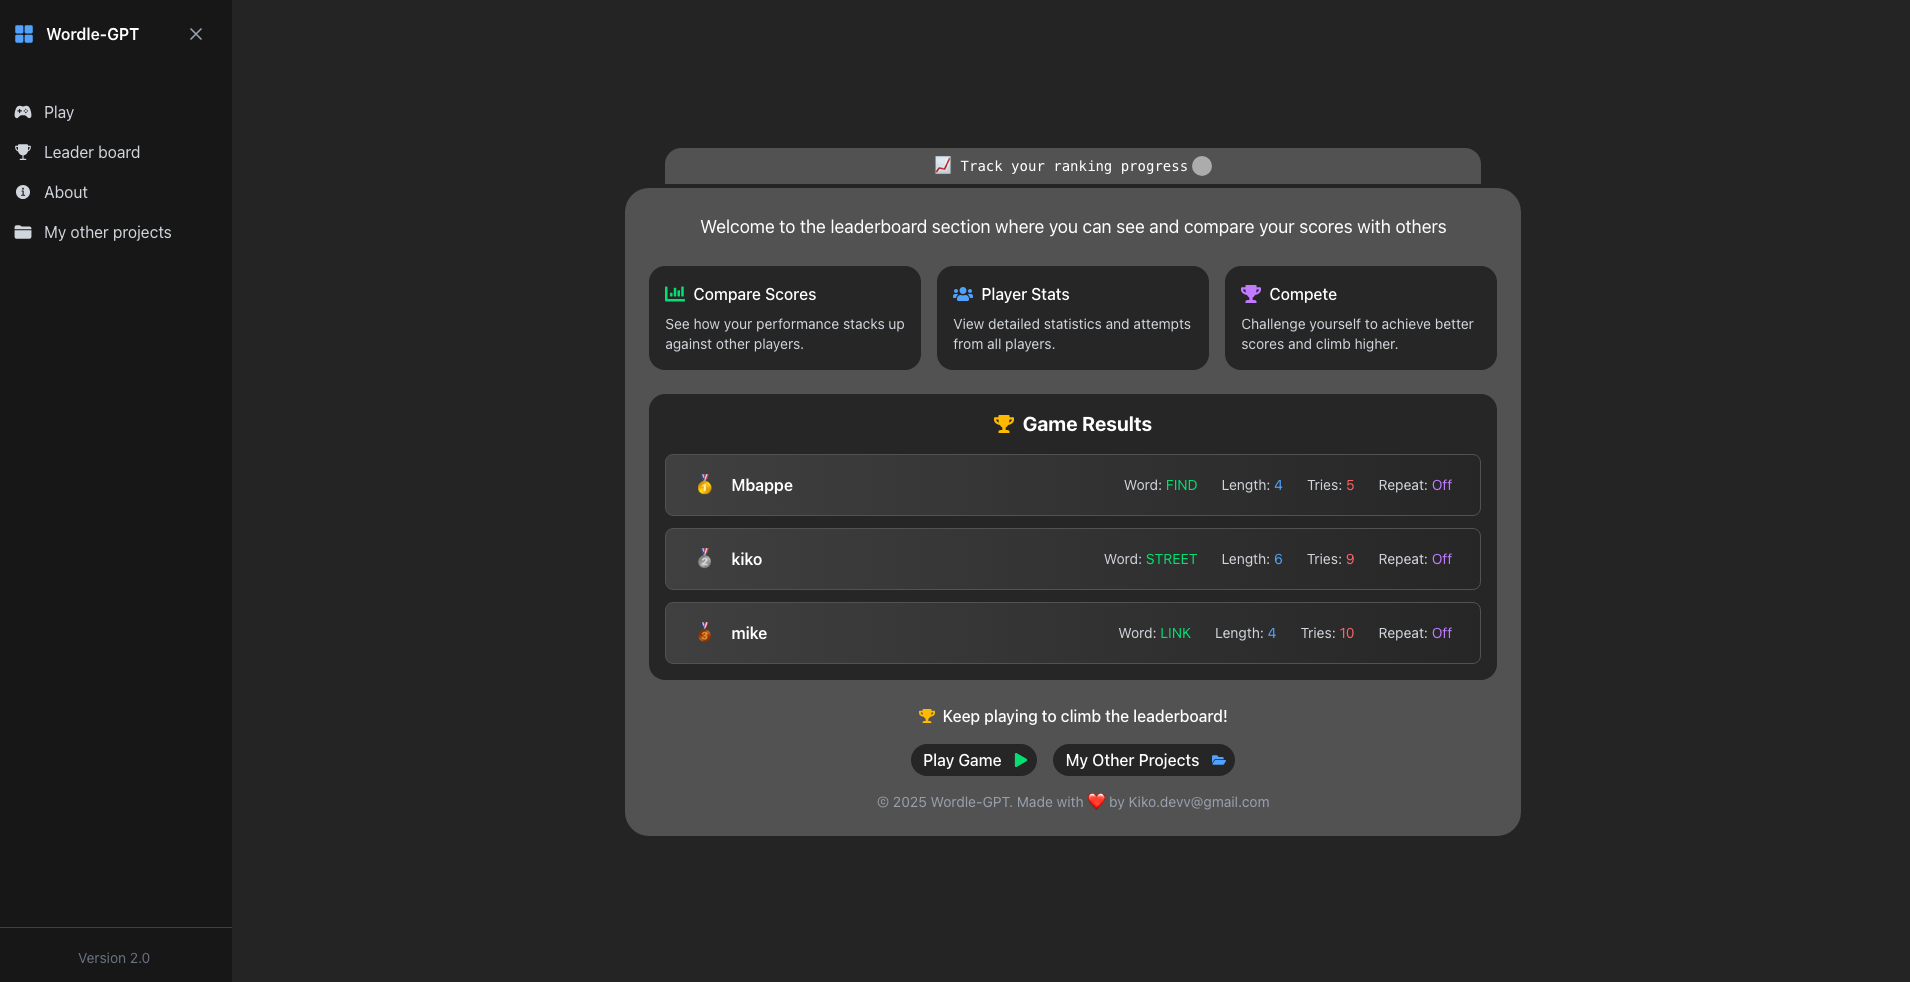 Wordle-GPT
Play
Leader board
About
My other projects
Version 2.0
📈 Track your ranking progress
Welcome to the leaderboard section where you can see and compare your scores with others
Compare Scores
See how your performance stacks up
against other players.
Player Stats
View detailed statistics and attempts
from all players.
Compete
Challenge yourself to achieve better
scores and climb higher.
Game Results
🥇 Mbappe Word: FIND Length: 4 Tries: 5 Repeat: Off
🥈 kiko Word: STREET Length: 6 Tries: 9 Repeat: Off
🥉 mike Word: LINK Length: 4 Tries: 10 Repeat: Off
Keep playing to climb the leaderboard!
Play Game
My Other Projects
© 2025 Wordle-GPT. Made with ❤️ by Kiko.devv@gmail.com